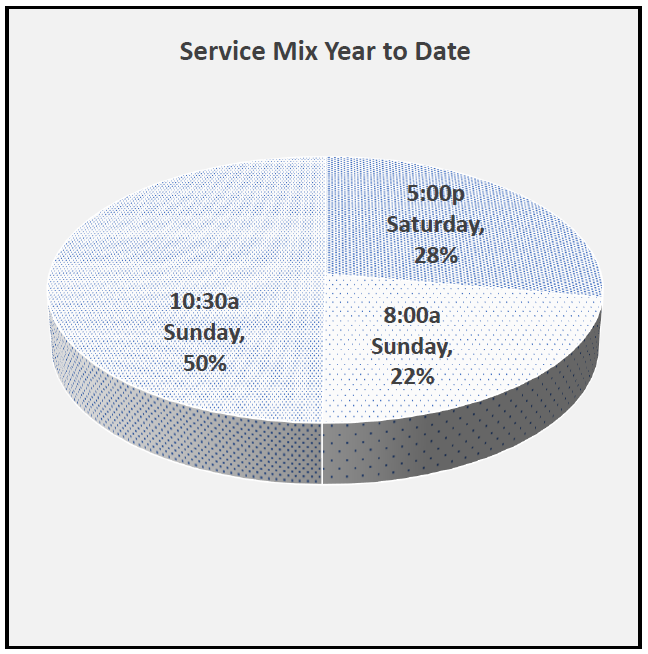 Service Mix Year to Date
5:00p
Saturday,
28%
10:30a
Sunday,
50%
8:00a
Sunday,
22%